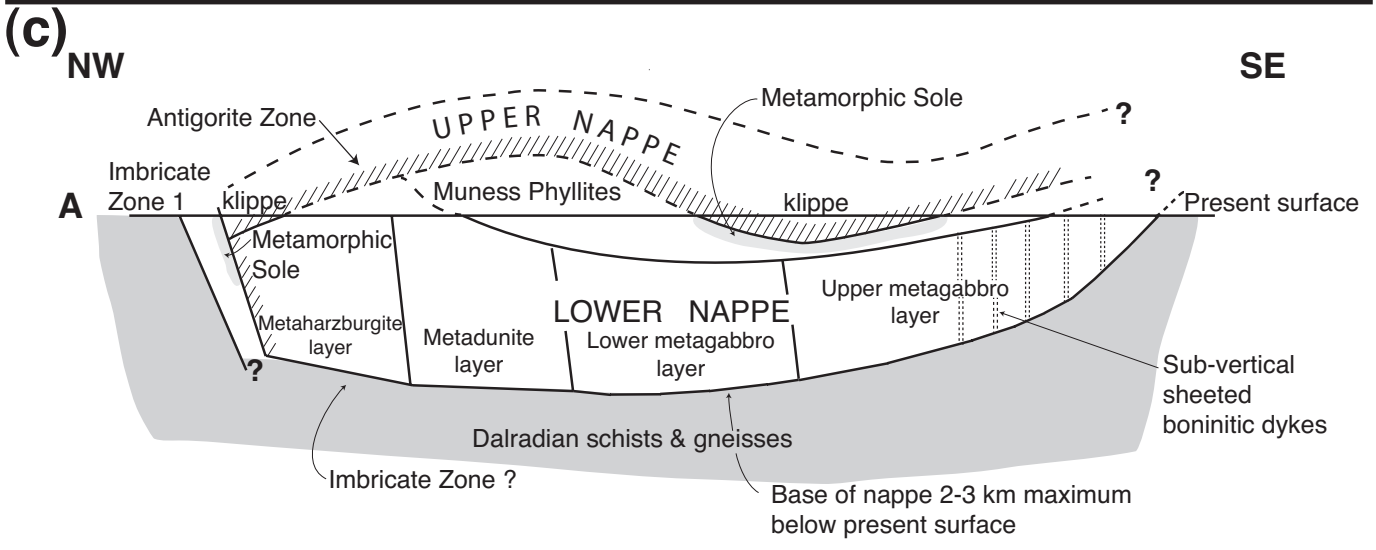 (c)
NW
SE
Antigorite Zone
UPPER NAPPE
Metamorphic Sole
?
Imbricate
Zone 1
klippe
Muness Phyllites
klippe
?
A
Present surface
Metamorphic
Sole
Metaharzburgite
layer
Metadunite
layer
LOWER NAPPE
Lower metagabbro
layer
Upper metagabbro
layer
?
Sub-vertical
sheeted
boninitic dykes
Dalradian schists & gneisses
Imbricate Zone ?
Base of nappe 2-3 km maximum
below present surface